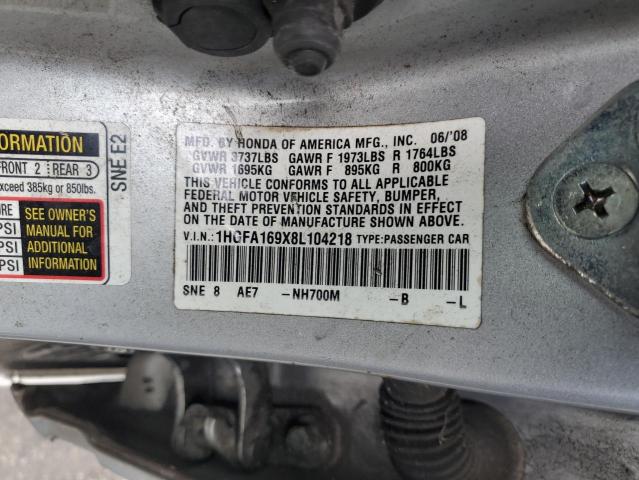 ORMATION
FRONT 2 REAR 3
xceed 385kg or 850lbs.
URE
PSI
PSI
SEE OWNER'S
MANUAL FOR
ADDITIONAL
INFORMATION
SNE E2
MFD. BY HONDA OF AMERICA MFG., INC. 06/'08
GVWR 3737LBS GAWR F 1973LBS R 1764LBS
GVWR 1695KG GAWR F 895KG R 800KG
THIS VEHICLE CONFORMS TO ALL APPLICABLE
FEDERAL MOTOR VEHICLE SAFETY, BUMPER,
AND THEFT PREVENTION STANDARDS IN EFFECT
ON THE DATE OF MANUFACTURE SHOWN ABOVE.
V.I.N.: 1HGFA169X8L104218 TYPE:PASSENGER CAR
SNE 8 AE7 -NH700M -B -L